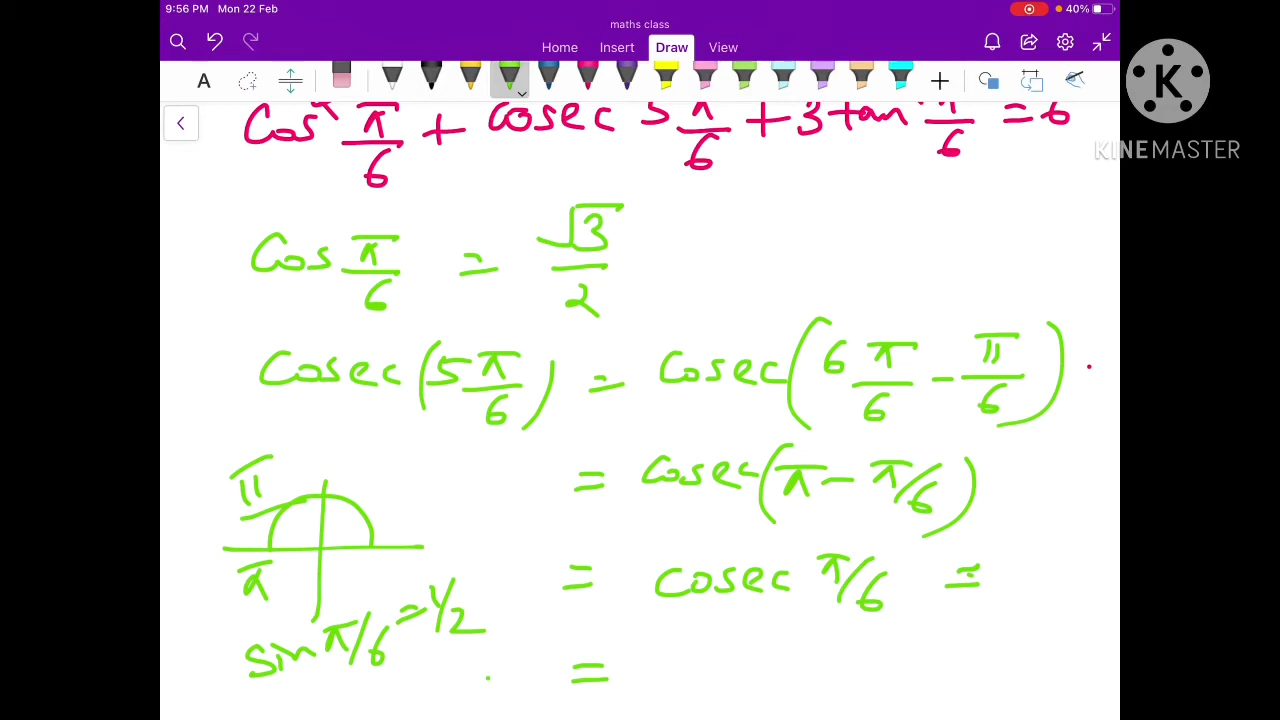 9:56 PM Mon 22 Feb 40%
maths class
Home Insert Draw View
K
KINEMASTER
A
Cos² π/6 + cosec 5π/6 + 3 tan² π/6 = 6
Cos π/6 = √3/2
Cosec (5π/6) = Cosec (6π/6 - π/6)
= Cosec (π - π/6)
II
π
= Cosec π/6 =
sin π/6 = 1/2
=